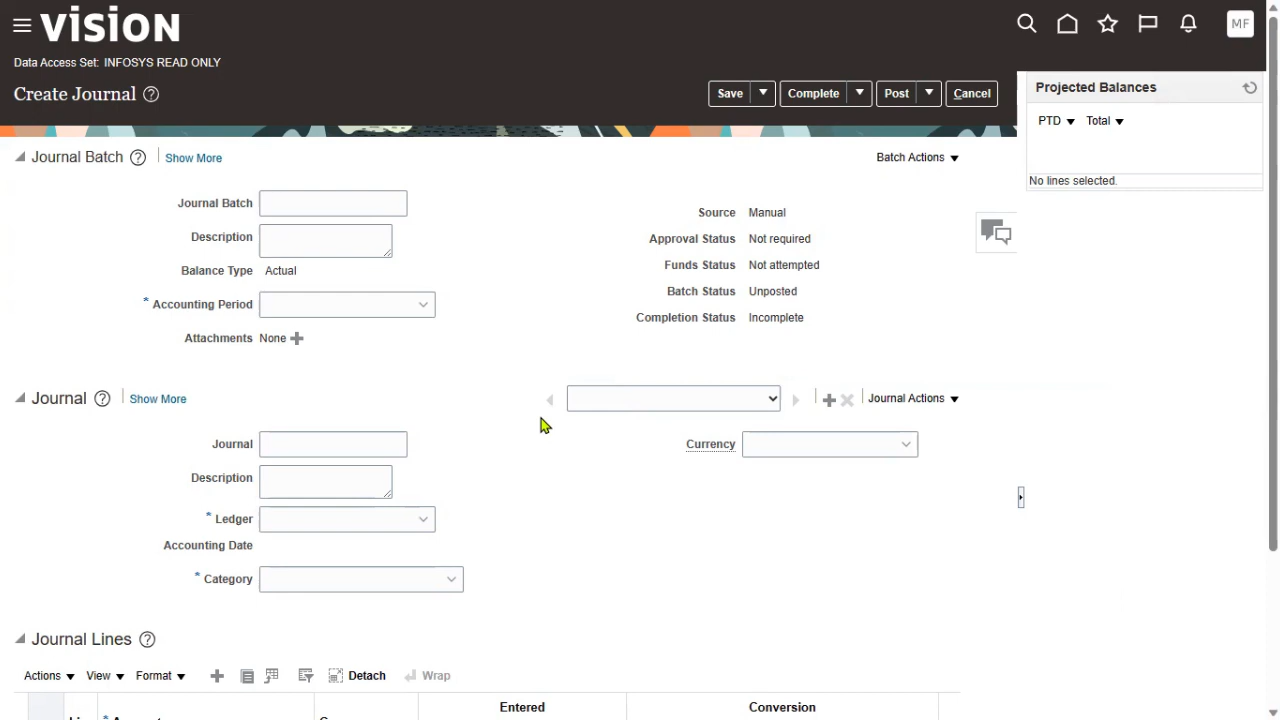 vision
MF
Data Access Set: INFOSYS READ ONLY
Create Journal ?
Save Complete Post Cancel
Projected Balances
PTD Total
No lines selected.
Journal Batch ? Show More
Batch Actions
Journal Batch
Description
Balance Type Actual
* Accounting Period
Attachments None
Source Manual
Approval Status Not required
Funds Status Not attempted
Batch Status Unposted
Completion Status Incomplete
Journal ? Show More
Journal Actions
Journal
Currency
Description
* Ledger
Accounting Date
* Category
Journal Lines ?
Actions View Format Detach Wrap
Entered Conversion